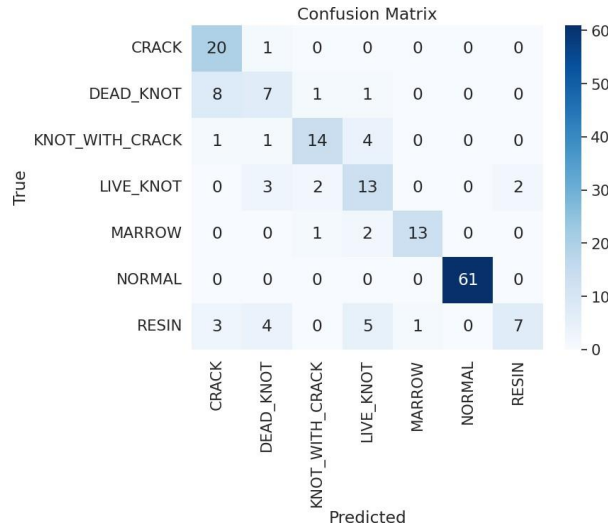 Confusion Matrix
True
CRACK 20 1 0 0 0 0 0
DEAD_KNOT 8 7 1 1 0 0 0
KNOT_WITH_CRACK 1 1 14 4 0 0 0
LIVE_KNOT 0 3 2 13 0 0 2
MARROW 0 0 1 2 13 0 0
NORMAL 0 0 0 0 0 61 0
RESIN 3 4 0 5 1 0 7
CRACK DEAD_KNOT KNOT_WITH_CRACK LIVE_KNOT MARROW NORMAL RESIN
Predicted
60
50
40
30
20
10
0